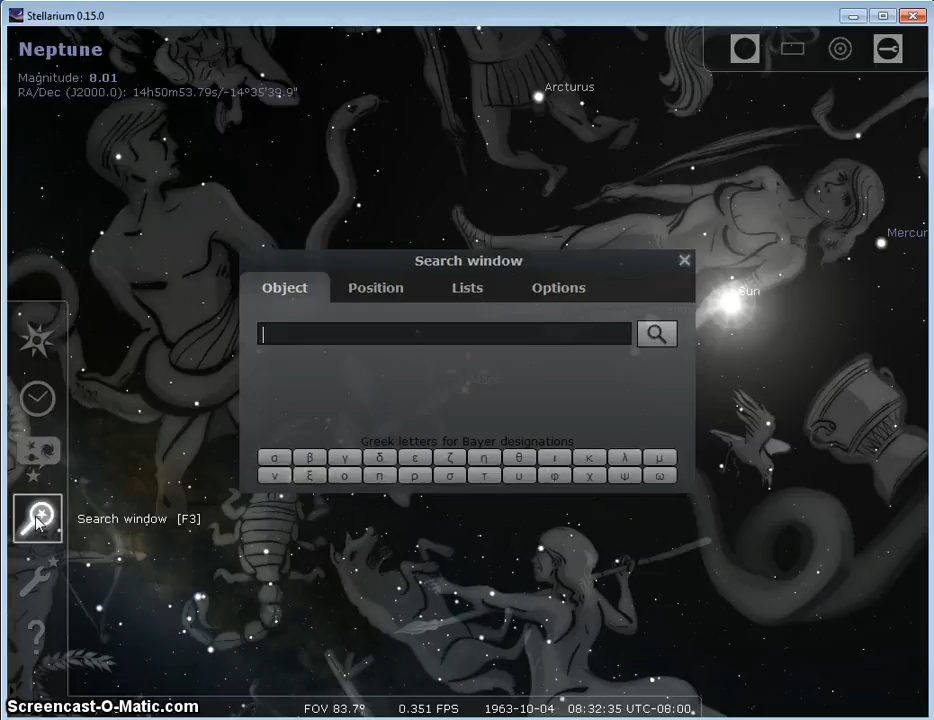 Stellarium 0.15.0
Neptune
Magnitude: 8.01
RA/Dec (J2000.0): 14h50m53.79s/-14°35'39.9"
Arcturus
Mercur
Sun
Search window
Object Position Lists Options
Mars
Greek letters for Bayer designations
α β γ δ ε ζ η θ ι κ λ μ
ν ξ ο π ρ σ τ υ φ χ ψ ω
Search window [F3]
?
Screencast-O-Matic.com
FOV 83.7° 0.351 FPS 1963-10-04 08:32:35 UTC-08:00